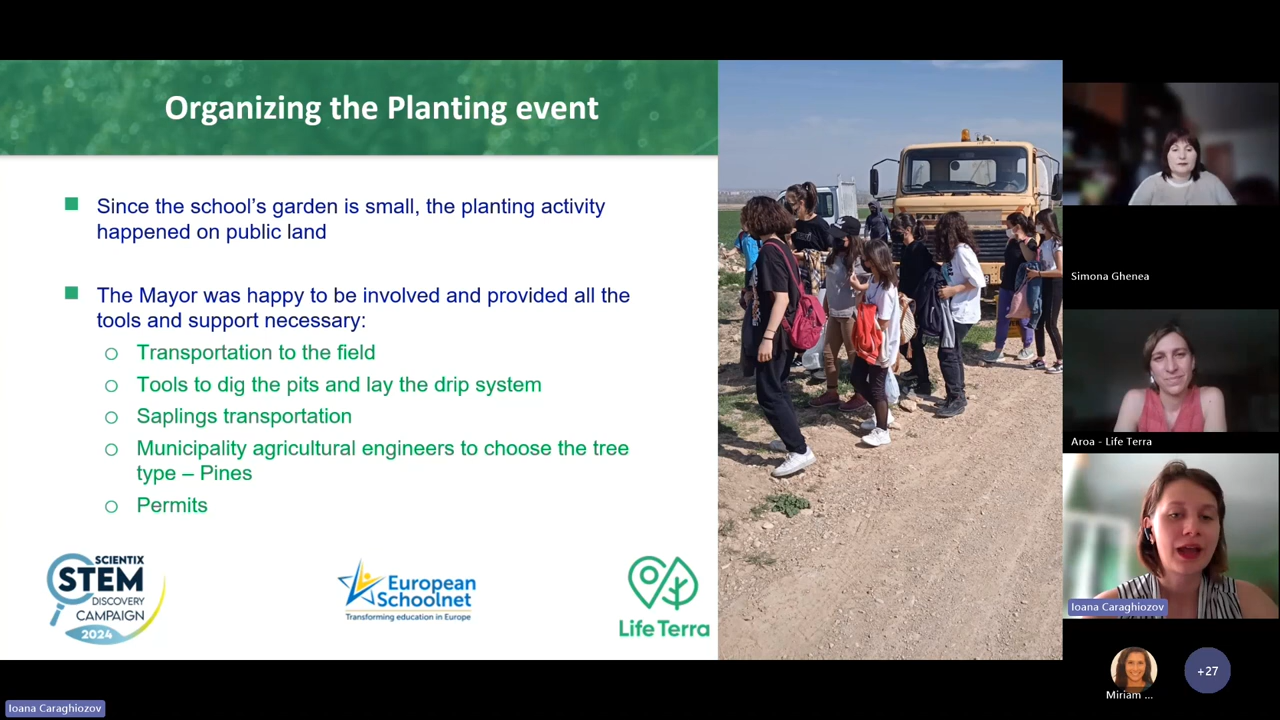 Organizing the Planting event
Since the school’s garden is small, the planting activity
happened on public land
The Mayor was happy to be involved and provided all the
tools and support necessary:
Transportation to the field
Tools to dig the pits and lay the drip system
Saplings transportation
Municipality agricultural engineers to choose the tree
type – Pines
Permits
SCIENTIX
STEM
DISCOVERY
CAMPAIGN
2024
European
Schoolnet
Transforming education in Europe
Life Terra
Simona Ghenea
Aroa - Life Terra
Ioana Caraghiozov
Miriam ...
+27
Ioana Caraghiozov